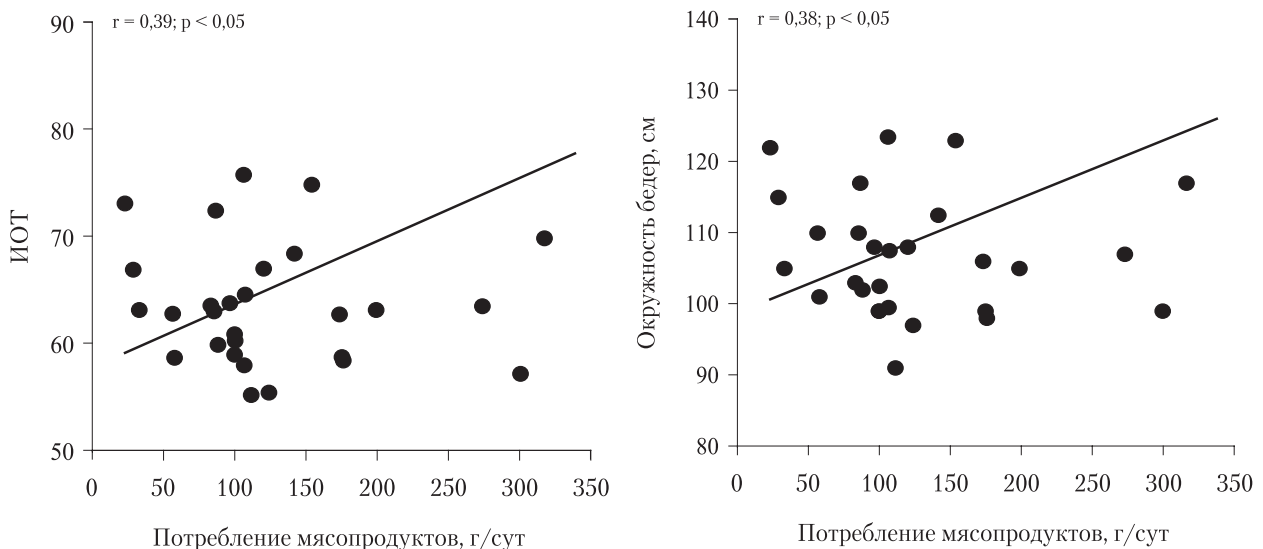 r = 0,39; p < 0,05
90
80
70
60
50
ИОТ
0 50 100 150 200 250 300 350
Потребление мясопродуктов, г/сут
r = 0,38; p < 0,05
140
130
120
110
100
90
80
Окружность бедер, см
0 50 100 150 200 250 300 350
Потребление мясопродуктов, г/сут